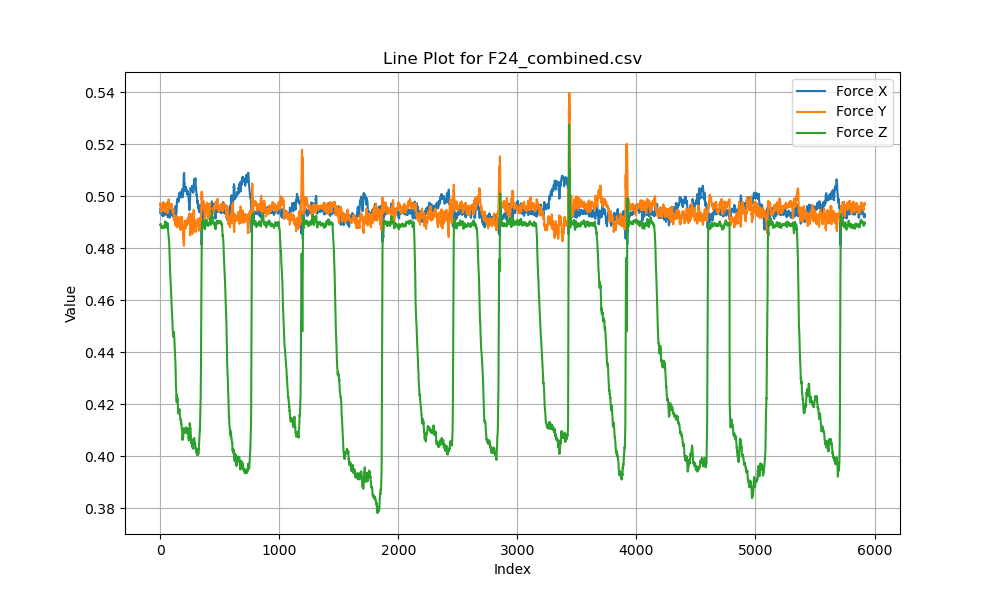 Line Plot for F24_combined.csv
Force X
Force Y
Force Z
0.54
0.52
0.50
0.48
0.46
0.44
0.42
0.40
0.38
Value
0 1000 2000 3000 4000 5000 6000
Index